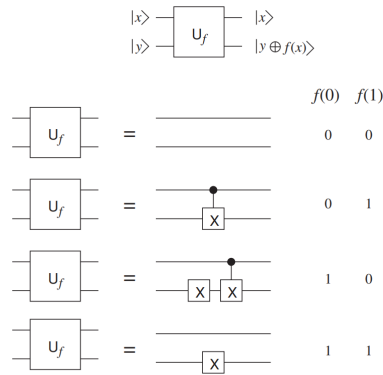 |x⟩ U_f |x⟩
|y⟩ |y ⊕ f(x)⟩
f(0) f(1)
U_f = 0 0
U_f = X 0 1
U_f = X X 1 0
U_f = X 1 1